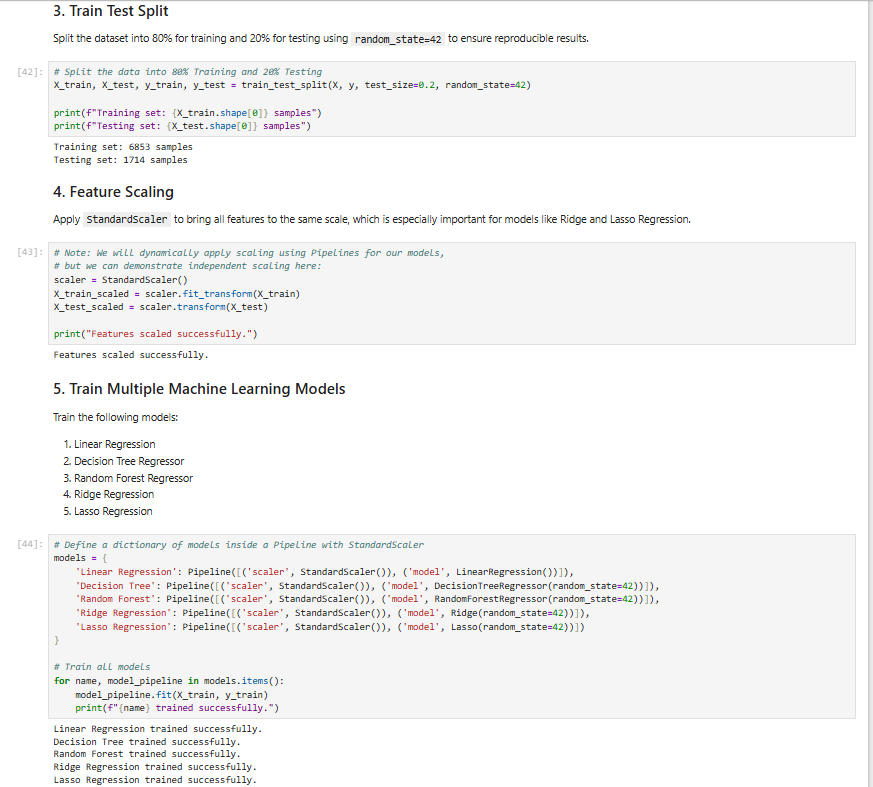 3. Train Test Split
Split the dataset into 80% for training and 20% for testing using random_state=42 to ensure reproducible results.
[42]: # Split the data into 80% Training and 20% Testing
X_train, X_test, y_train, y_test = train_test_split(X, y, test_size=0.2, random_state=42)
print(f"Training set: {X_train.shape[0]} samples")
print(f"Testing set: {X_test.shape[0]} samples")
Training set: 6853 samples
Testing set: 1714 samples
4. Feature Scaling
Apply StandardScaler to bring all features to the same scale, which is especially important for models like Ridge and Lasso Regression.
[43]: # Note: We will dynamically apply scaling using Pipelines for our models,
# but we can demonstrate independent scaling here:
scaler = StandardScaler()
X_train_scaled = scaler.fit_transform(X_train)
X_test_scaled = scaler.transform(X_test)
print("Features scaled successfully.")
Features scaled successfully.
5. Train Multiple Machine Learning Models
Train the following models:
1. Linear Regression
2. Decision Tree Regressor
3. Random Forest Regressor
4. Ridge Regression
5. Lasso Regression
[44]: # Define a dictionary of models inside a Pipeline with StandardScaler
models = {
    'Linear Regression': Pipeline([('scaler', StandardScaler()), ('model', LinearRegression())]),
    'Decision Tree': Pipeline([('scaler', StandardScaler()), ('model', DecisionTreeRegressor(random_state=42))]),
    'Random Forest': Pipeline([('scaler', StandardScaler()), ('model', RandomForestRegressor(random_state=42))]),
    'Ridge Regression': Pipeline([('scaler', StandardScaler()), ('model', Ridge(random_state=42))]),
    'Lasso Regression': Pipeline([('scaler', StandardScaler()), ('model', Lasso(random_state=42))])
}
# Train all models
for name, model_pipeline in models.items():
    model_pipeline.fit(X_train, y_train)
    print(f"{name} trained successfully.")
Linear Regression trained successfully.
Decision Tree trained successfully.
Random Forest trained successfully.
Ridge Regression trained successfully.
Lasso Regression trained successfully.